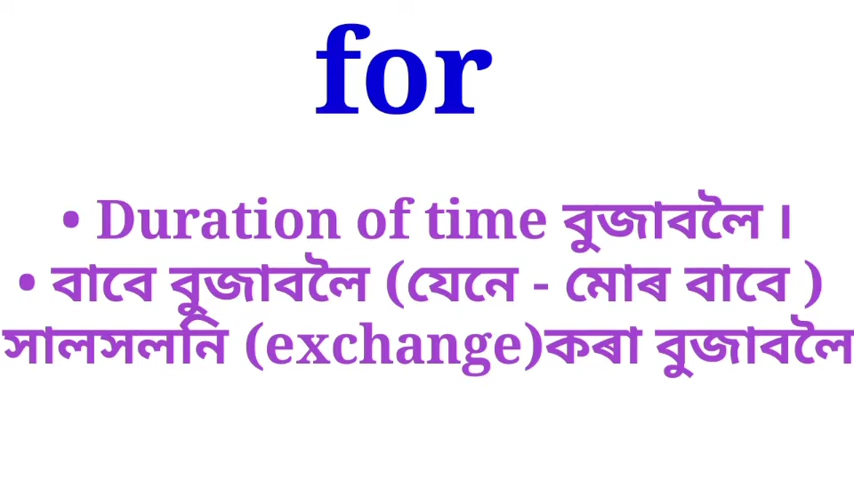 for
• Duration of time বুজাবলৈ ।
• বাবে বুজাবলৈ (যেনে - মোৰ বাবে )
সালসলনি (exchange)কৰা বুজাবলৈ